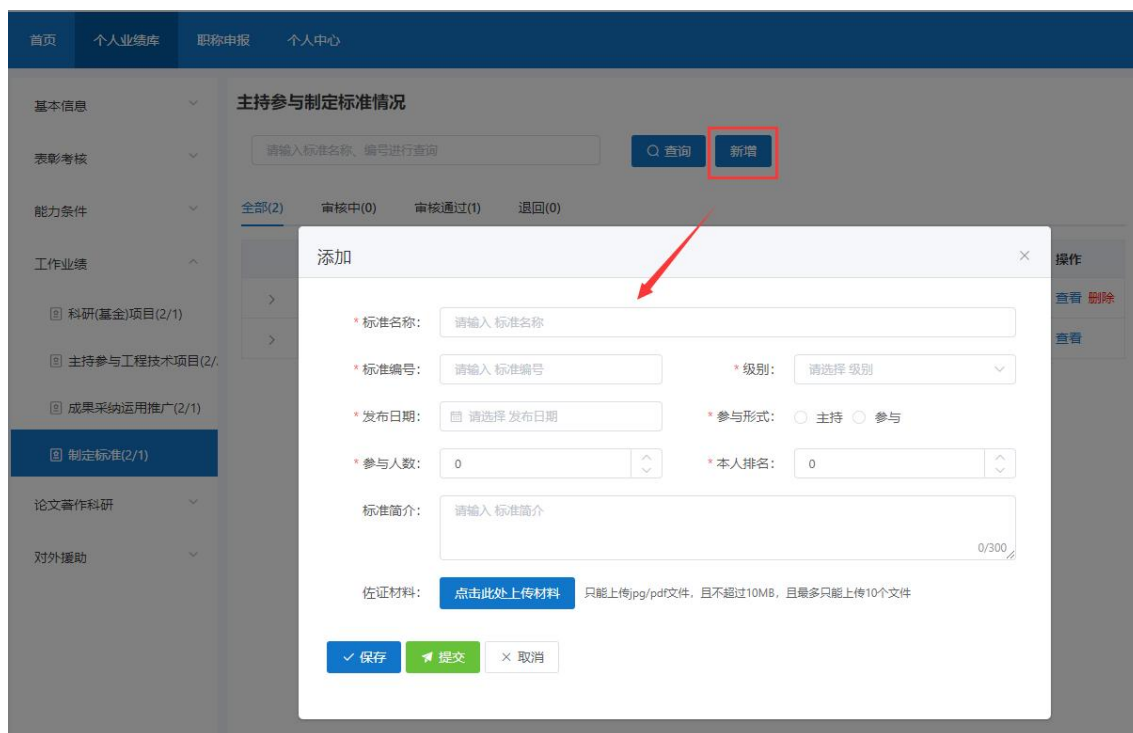 首页 个人业绩库 职称申报 个人中心
基本信息
表彰考核
能力条件
工作业绩
科研(基金)项目(2/1)
主持参与工程技术项目(2/
成果采纳运用推广(2/1)
制定标准(2/1)
论文著作科研
对外援助
主持参与制定标准情况
请输入标准名称、编号进行查询 查询 新增
全部(2) 审核中(0) 审核通过(1) 退回(0)
操作
查看 删除
查看
添加
* 标准名称: 请输入 标准名称
* 标准编号: 请输入 标准编号 * 级别: 请选择 级别
* 发布日期: 请选择 发布日期 * 参与形式: 主持 参与
* 参与人数: 0 * 本人排名: 0
标准简介: 请输入 标准简介
0/300
佐证材料: 点击此处上传材料 只能上传jpg/pdf文件，且不超过10MB，且最多只能上传10个文件
保存 提交 取消